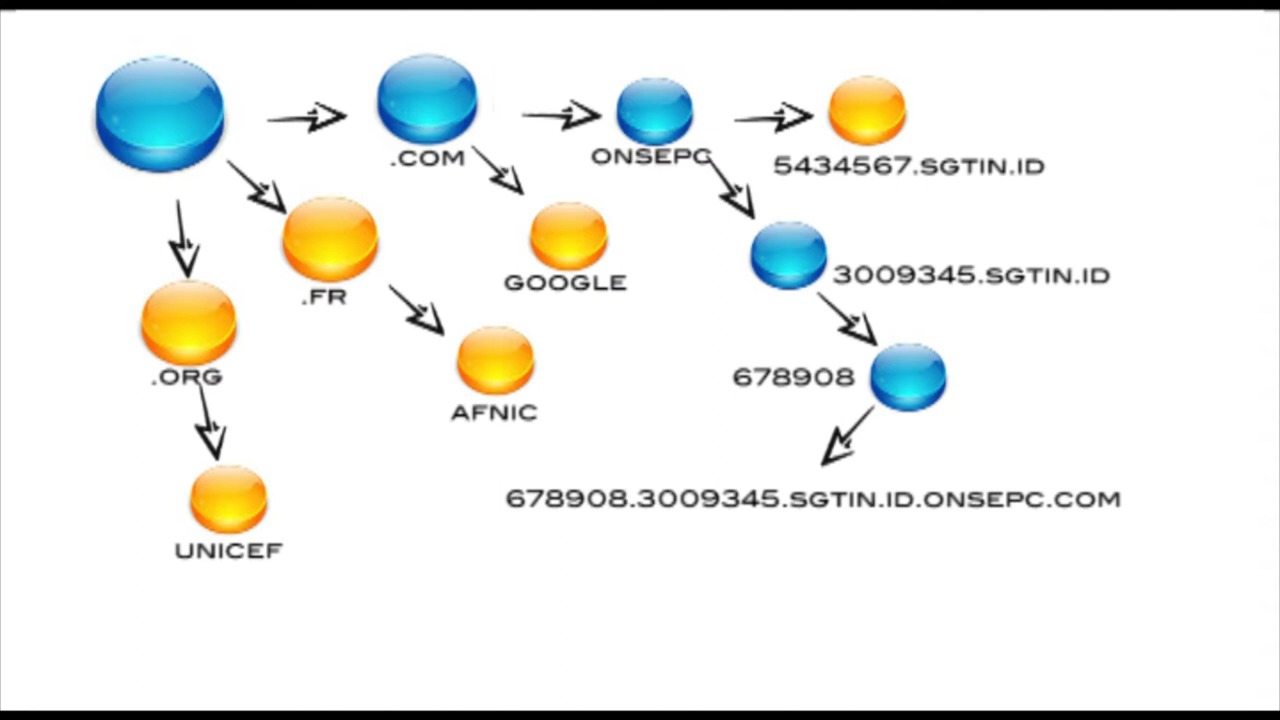 .COM
ONSEPC
5434567.SGTIN.ID
3009345.SGTIN.ID
GOOGLE
.FR
678908
.ORG
AFNIC
678908.3009345.SGTIN.ID.ONSEPC.COM
UNICEF